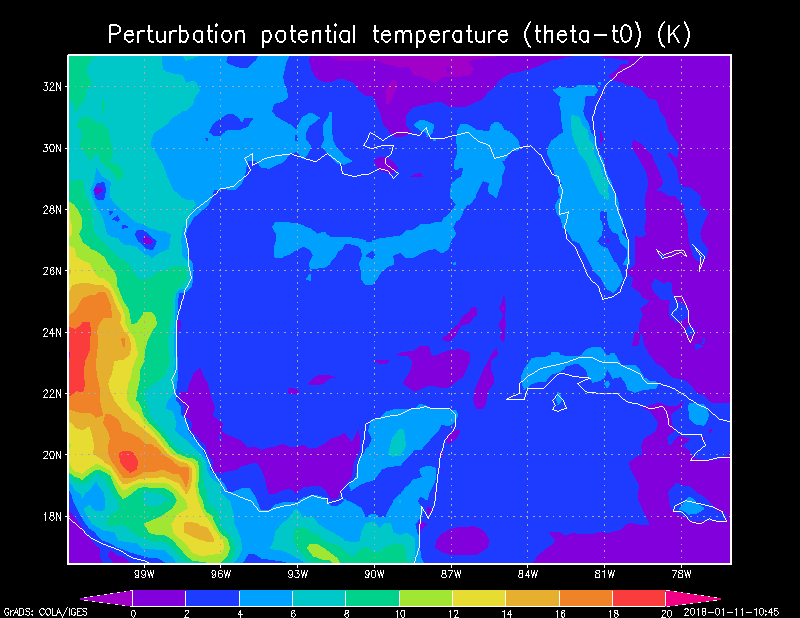 Perturbation potential temperature (theta-t0) (K)
32N
30N
28N
26N
24N
22N
20N
18N
99W 96W 93W 90W 87W 84W 81W 78W
0 2 4 6 8 10 12 14 16 18 20
GrADS: COLA/IGES 2018-01-11-10:45